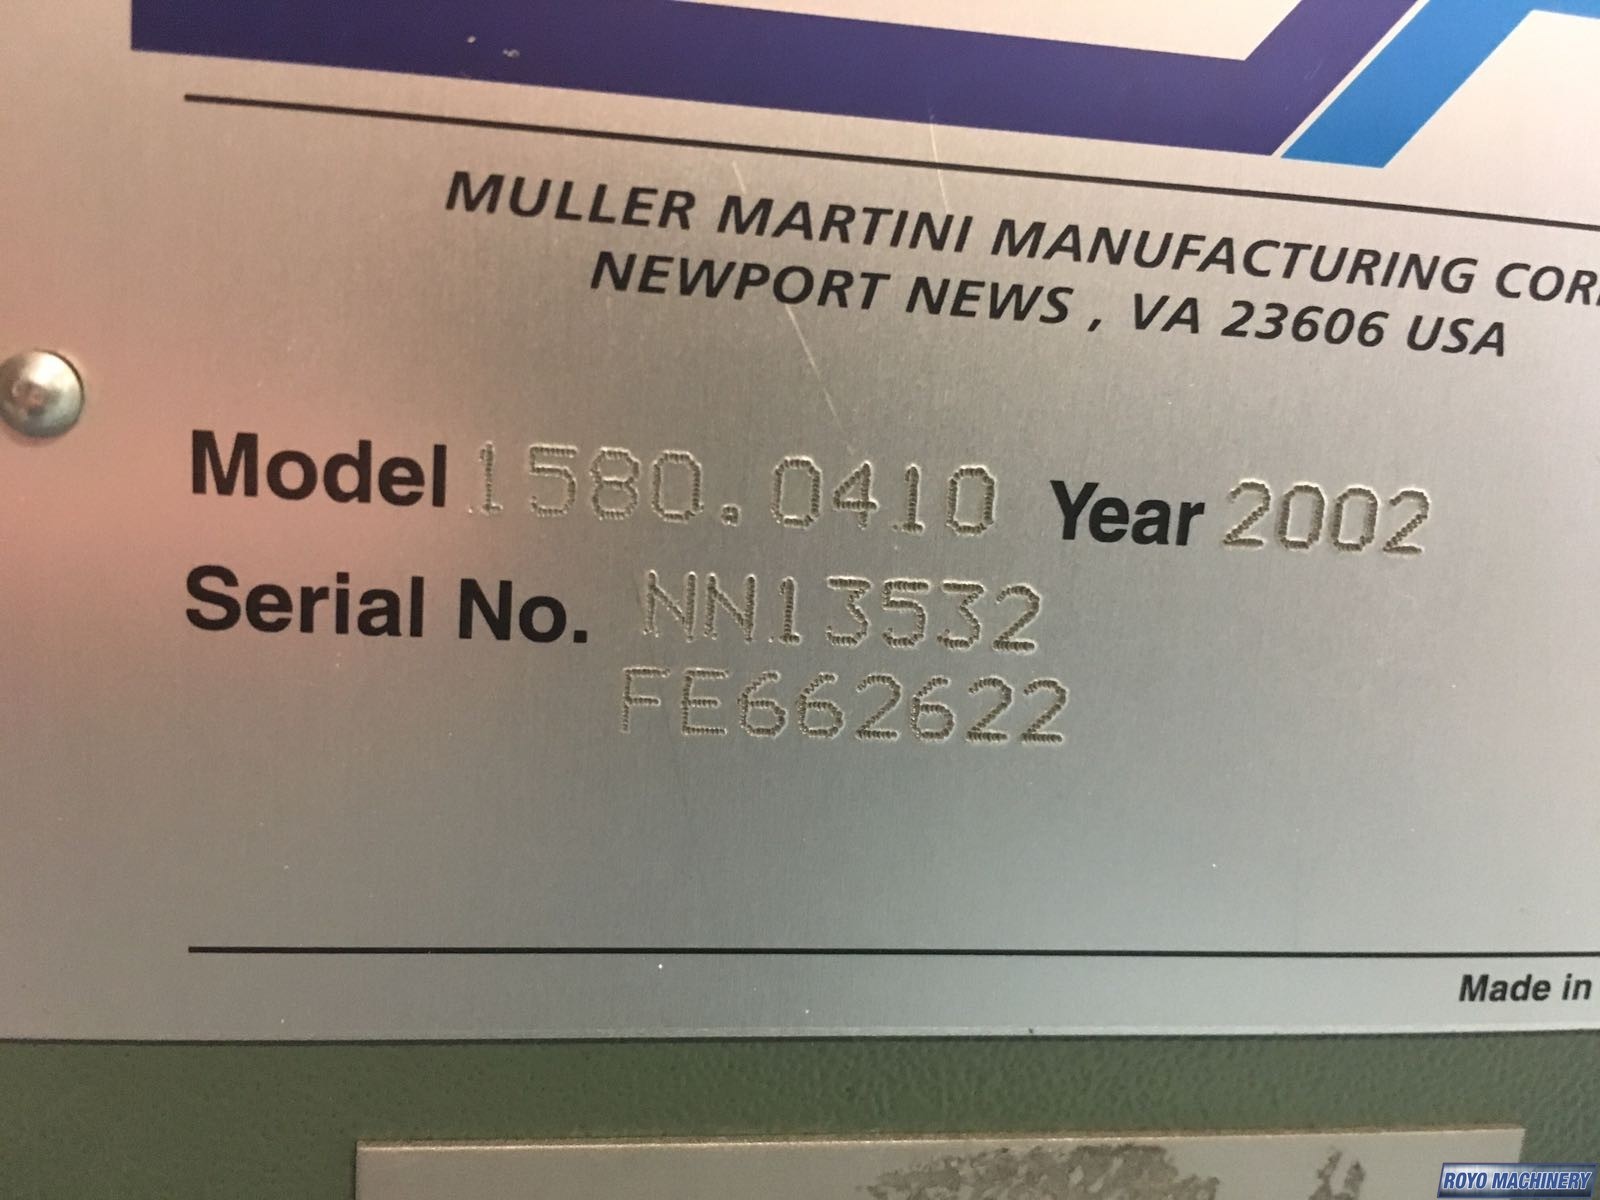 MULLER MARTINI MANUFACTURING COR
NEWPORT NEWS , VA 23606 USA
Model 1580.0410 Year 2002
Serial No. NN13532
FE662622
Made in
ROYO MACHINERY